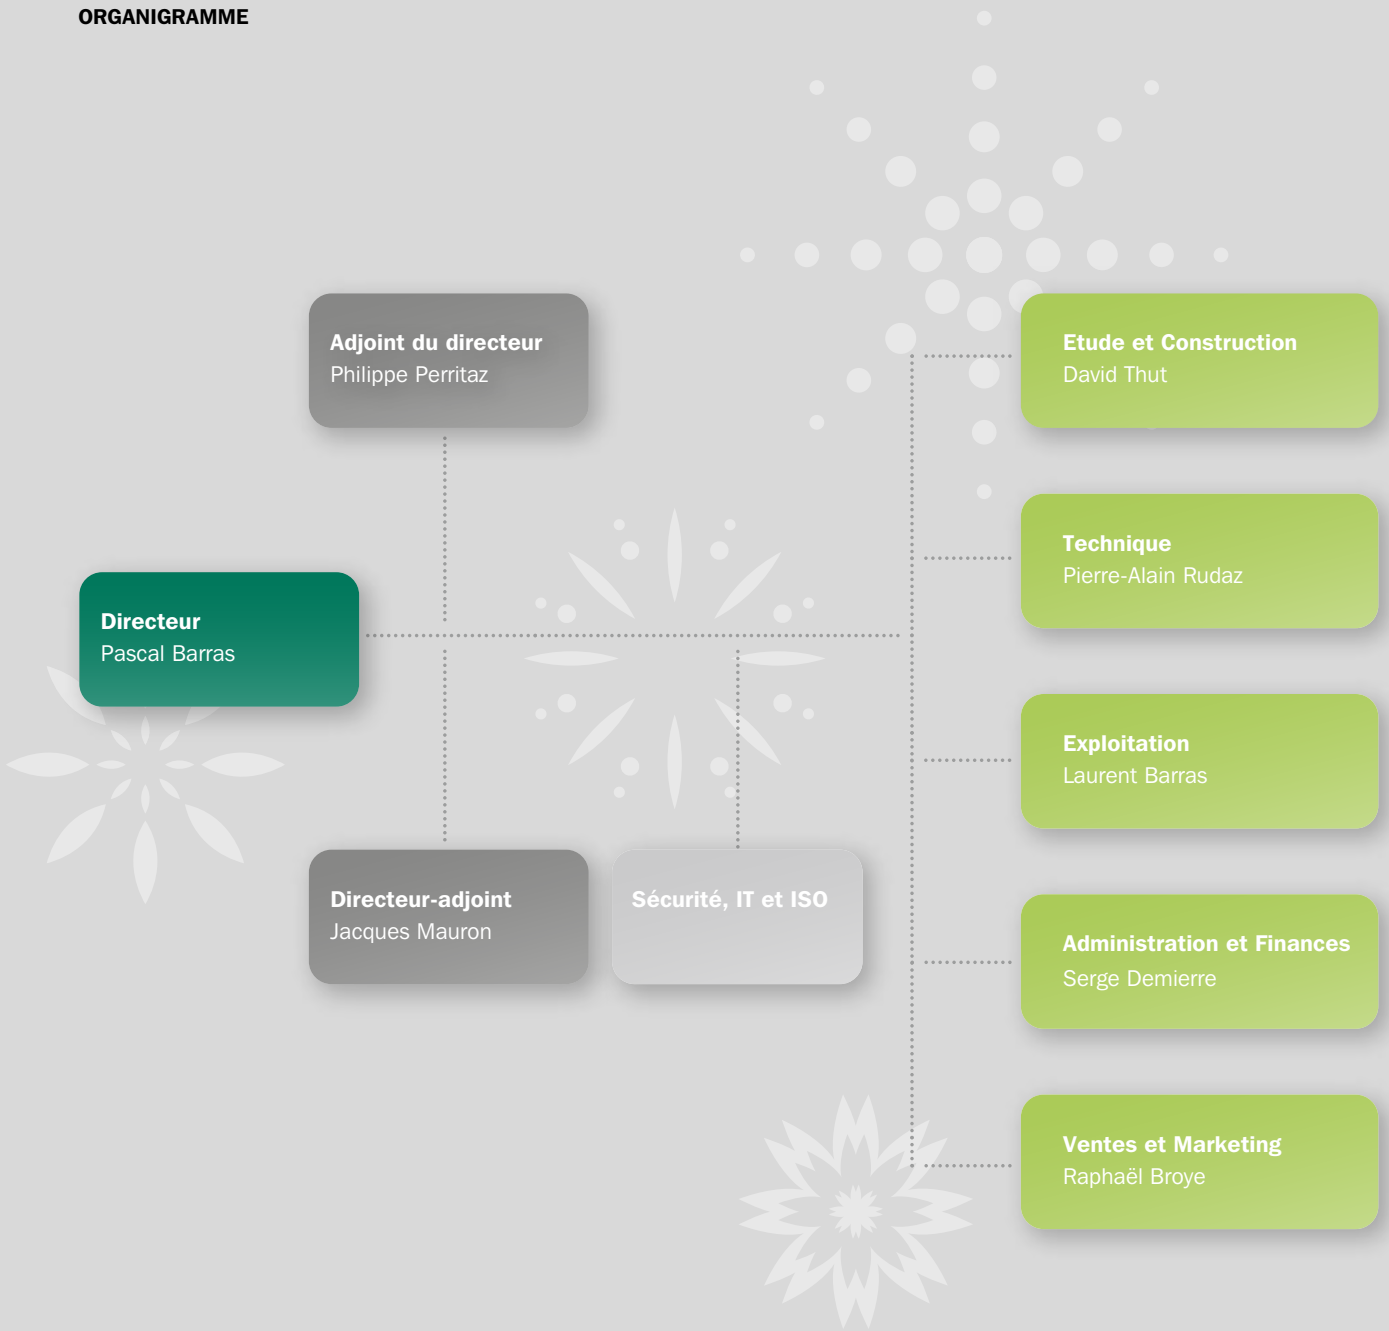 ORGANIGRAMME
Adjoint du directeur
Philippe Perritaz
Directeur
Pascal Barras
Directeur-adjoint
Jacques Mauron
Sécurité, IT et ISO
Etude et Construction
David Thut
Technique
Pierre-Alain Rudaz
Exploitation
Laurent Barras
Administration et Finances
Serge Demierre
Ventes et Marketing
Raphaël Broye